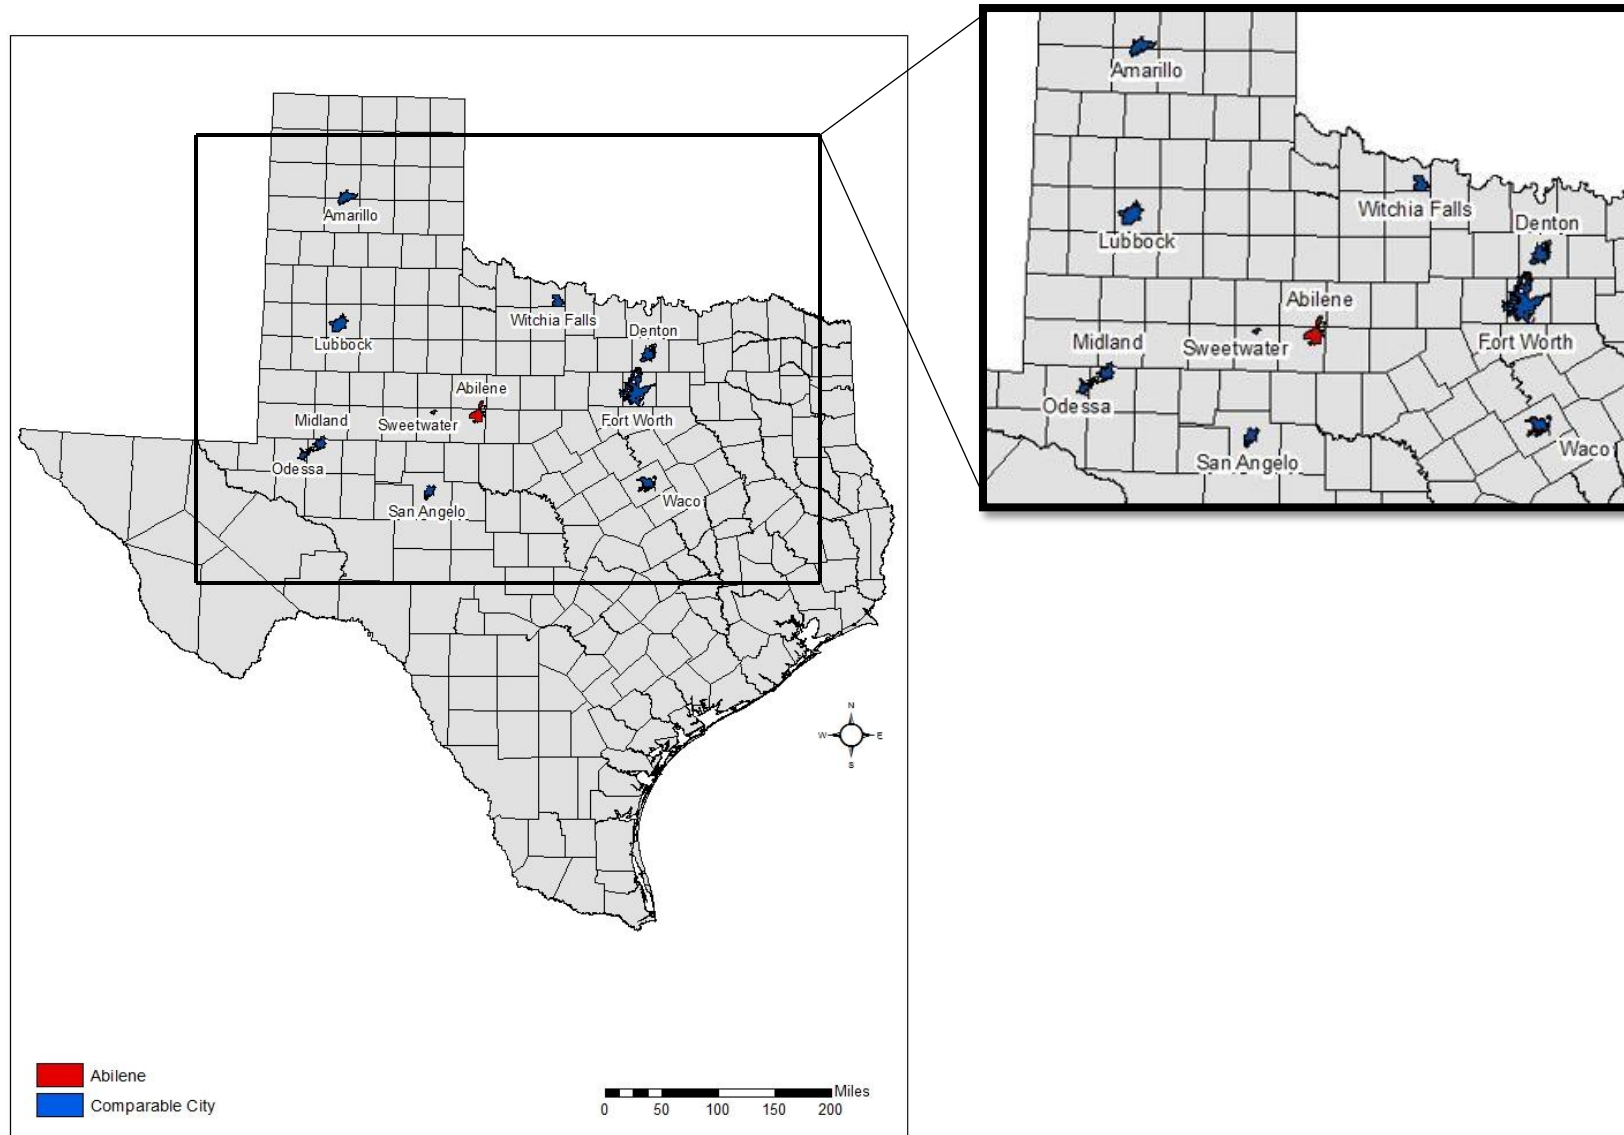 Amarillo
Lubbock
Witchia Falls
Denton
Abilene
Sweetwater
Midland
Odessa
San Angelo
Fort Worth
Waco
N
W
E
S
Abilene
Comparable City
Miles
0 50 100 150 200
Amarillo
Lubbock
Witchia Falls
Denton
Abilene
Sweetwater
Midland
Odessa
San Angelo
Fort Worth
Waco